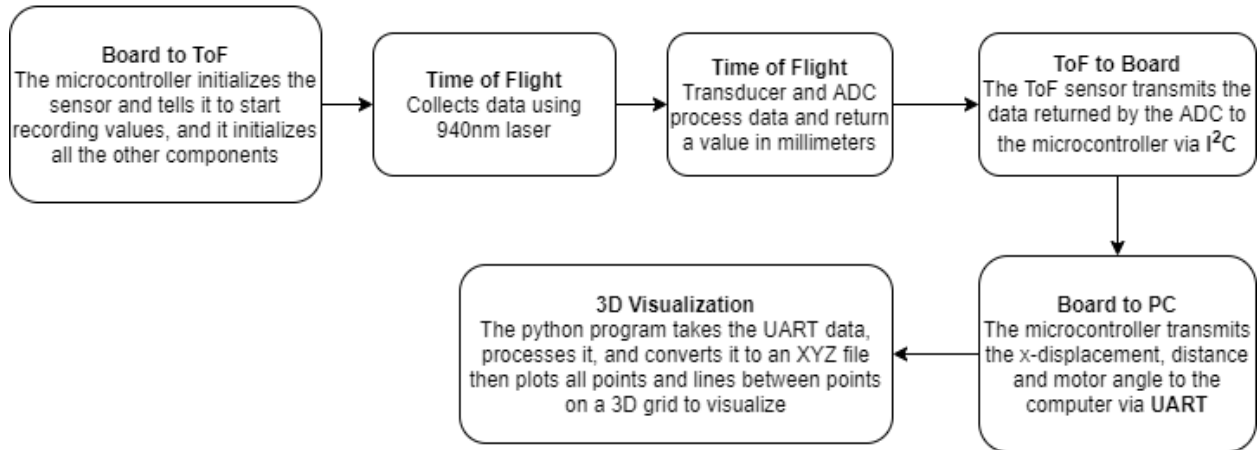 Board to ToF
The microcontroller initializes the
sensor and tells it to start
recording values, and it initializes
all the other components
Time of Flight
Collects data using
940nm laser
Time of Flight
Transducer and ADC
process data and return
a value in millimeters
ToF to Board
The ToF sensor transmits the
data returned by the ADC to
the microcontroller via I²C
Board to PC
The microcontroller transmits
the x-displacement, distance
and motor angle to the
computer via UART
3D Visualization
The python program takes the UART data,
processes it, and converts it to an XYZ file
then plots all points and lines between points
on a 3D grid to visualize